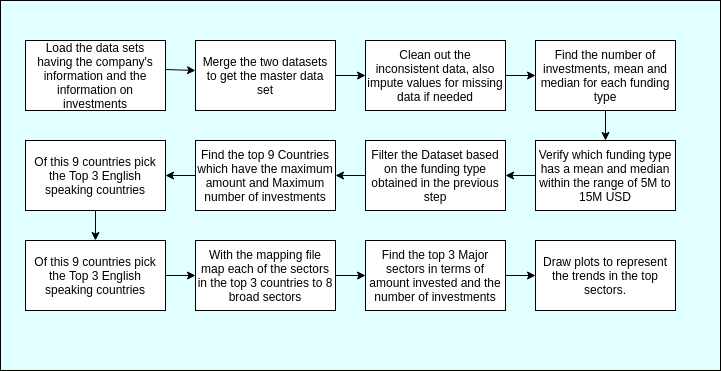 Load the data sets
having the company's
information and the
information on
investments
Merge the two datasets
to get the master data
set
Clean out the
inconsistent data, also
impute values for missing
data if needed
Find the number of
investments, mean and
median for each funding
type
Verify which funding type
has a mean and median
within the range of 5M to
15M USD
Filter the Dataset based
on the funding type
obtained in the previous
step
Find the top 9 Countries
which have the maximum
amount and Maximum
number of investments
Of this 9 countries pick
the Top 3 English
speaking countries
Of this 9 countries pick
the Top 3 English
speaking countries
With the mapping file
map each of the sectors
in the top 3 countries to 8
broad sectors
Find the top 3 Major
sectors in terms of
amount invested and the
number of investments
Draw plots to represent
the trends in the top
sectors.